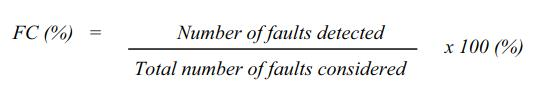 FC (%) =
Number of faults detected
Total number of faults considered
x 100 (%)